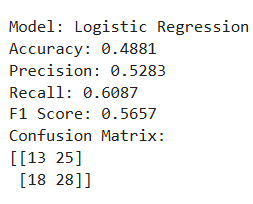 Model: Logistic Regression
Accuracy: 0.4881
Precision: 0.5283
Recall: 0.6087
F1 Score: 0.5657
Confusion Matrix:
[[13 25]
 [18 28]]